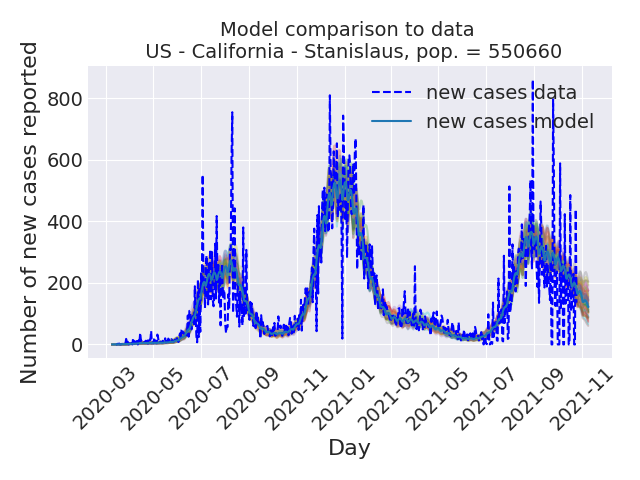 Model comparison to data
US - California - Stanislaus, pop. = 550660
Number of new cases reported
800
600
400
200
0
new cases data
new cases model
2020-03
2020-05
2020-07
2020-09
2020-11
2021-01
2021-03
2021-05
2021-07
2021-09
2021-11
Day